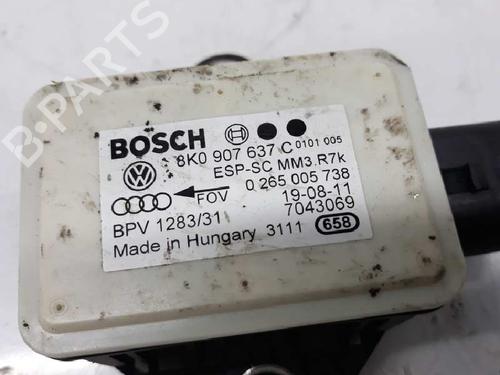 BOSCH
8K0 907 637 C 0101 005
ESP-SC MM3.R7k
FOV 0 265 005 738
19-08-11
BPV 1283/31 7043069
Made in Hungary 3111 658
B-PARTS